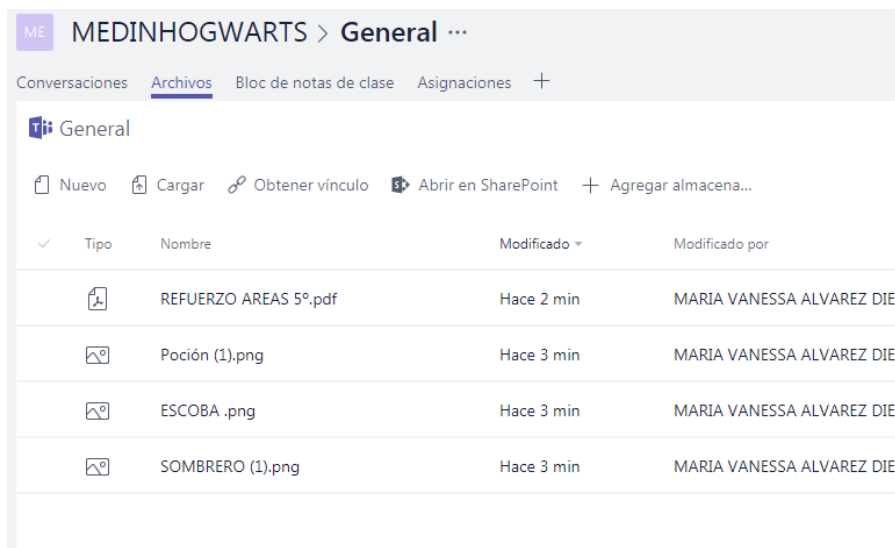 ME MEDINHOGWARTS > General ···
Conversaciones Archivos Bloc de notas de clase Asignaciones +
General
Nuevo Cargar Obtener vínculo Abrir en SharePoint + Agregar almacena...
Tipo Nombre Modificado Modificado por
REFUERZO AREAS 5º.pdf Hace 2 min MARIA VANESSA ALVAREZ DIE
Poción (1).png Hace 3 min MARIA VANESSA ALVAREZ DIE
ESCOBA .png Hace 3 min MARIA VANESSA ALVAREZ DIE
SOMBRERO (1).png Hace 3 min MARIA VANESSA ALVAREZ DIE